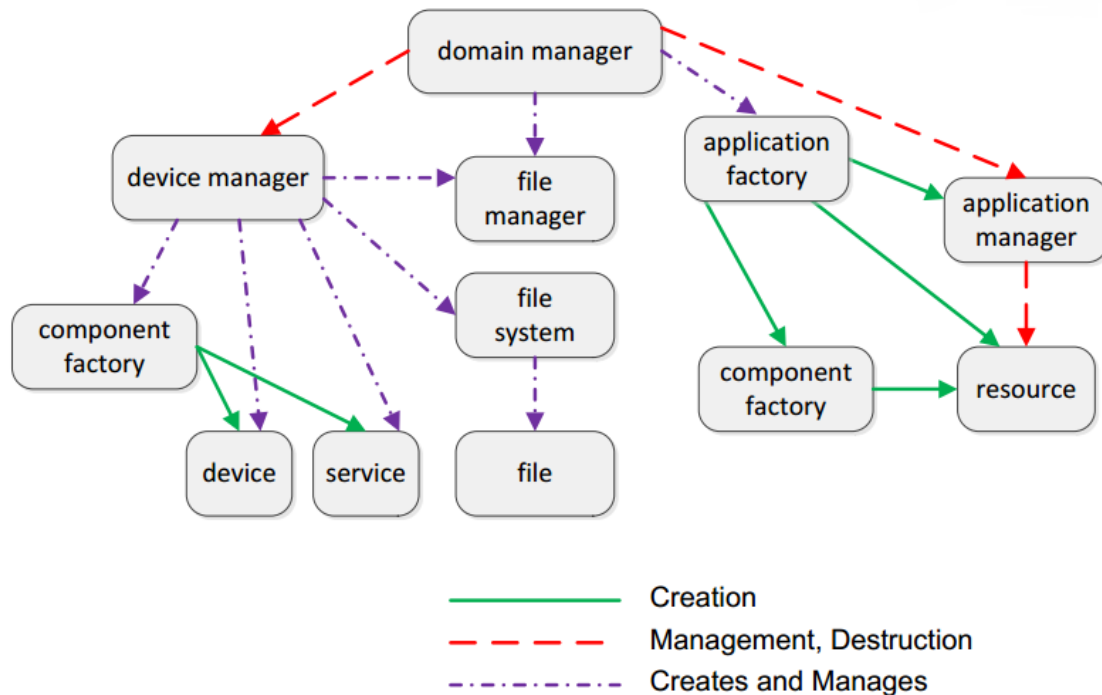 domain manager
device manager
file
manager
application
factory
application
manager
component
factory
file
system
component
factory
resource
device
service
file
Creation
Management, Destruction
Creates and Manages